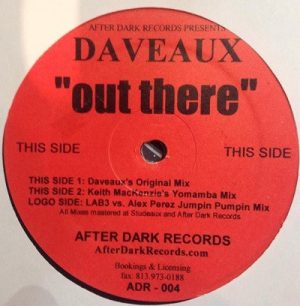 AFTER DARK RECORDS PRESENTS
DAVEAUX
"out there"
THIS SIDE
THIS SIDE
THIS SIDE 1: Daveaux's Original Mix
THIS SIDE 2: Keith MacKenzie's Yomamba Mix
LOGO SIDE: LAB3 vs. Alex Perez Jumpin Pumpin Mix
All Mixes mastered at Studeaux and After Dark Records
AFTER DARK RECORDS
AfterDarkRecords.com
Bookings & Licensing
fax: 813.973-0188
ADR - 004